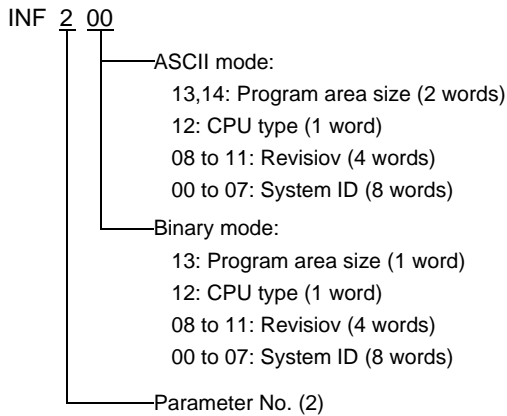 INF 2 00
ASCII mode:
13,14: Program area size (2 words)
12: CPU type (1 word)
08 to 11: Revisiov (4 words)
00 to 07: System ID (8 words)
Binary mode:
13: Program area size (1 word)
12: CPU type (1 word)
08 to 11: Revisiov (4 words)
00 to 07: System ID (8 words)
Parameter No. (2)